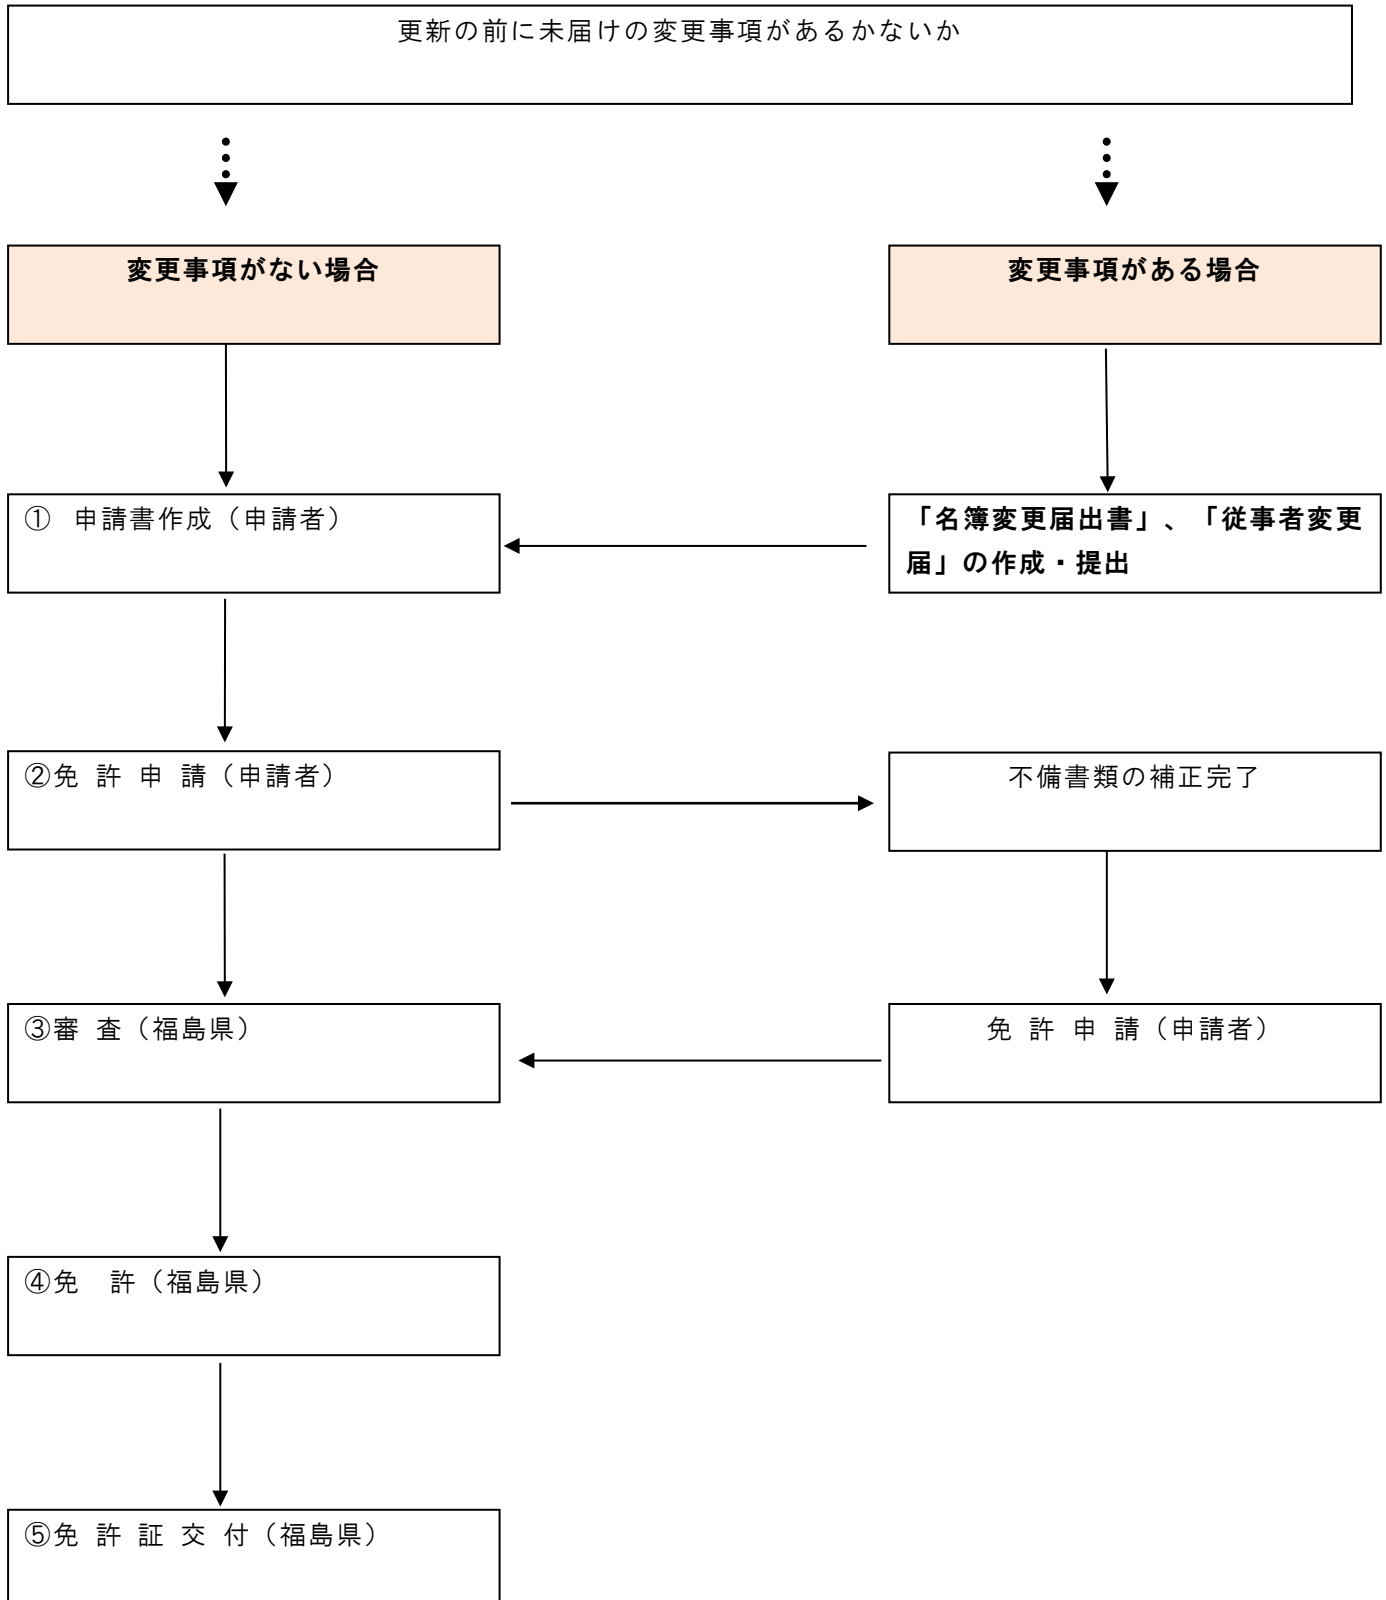 更新の前に未届けの変更事項があるかないか
変更事項がない場合
変更事項がある場合
① 申請書作成（申請者）
「名簿変更届出書」、「従事者変更
届」の作成・提出
②免 許 申 請（申請者）
不備書類の補正完了
③審 査（福島県）
免 許 申 請（申請者）
④免　許（福島県）
⑤免 許 証 交 付（福島県）